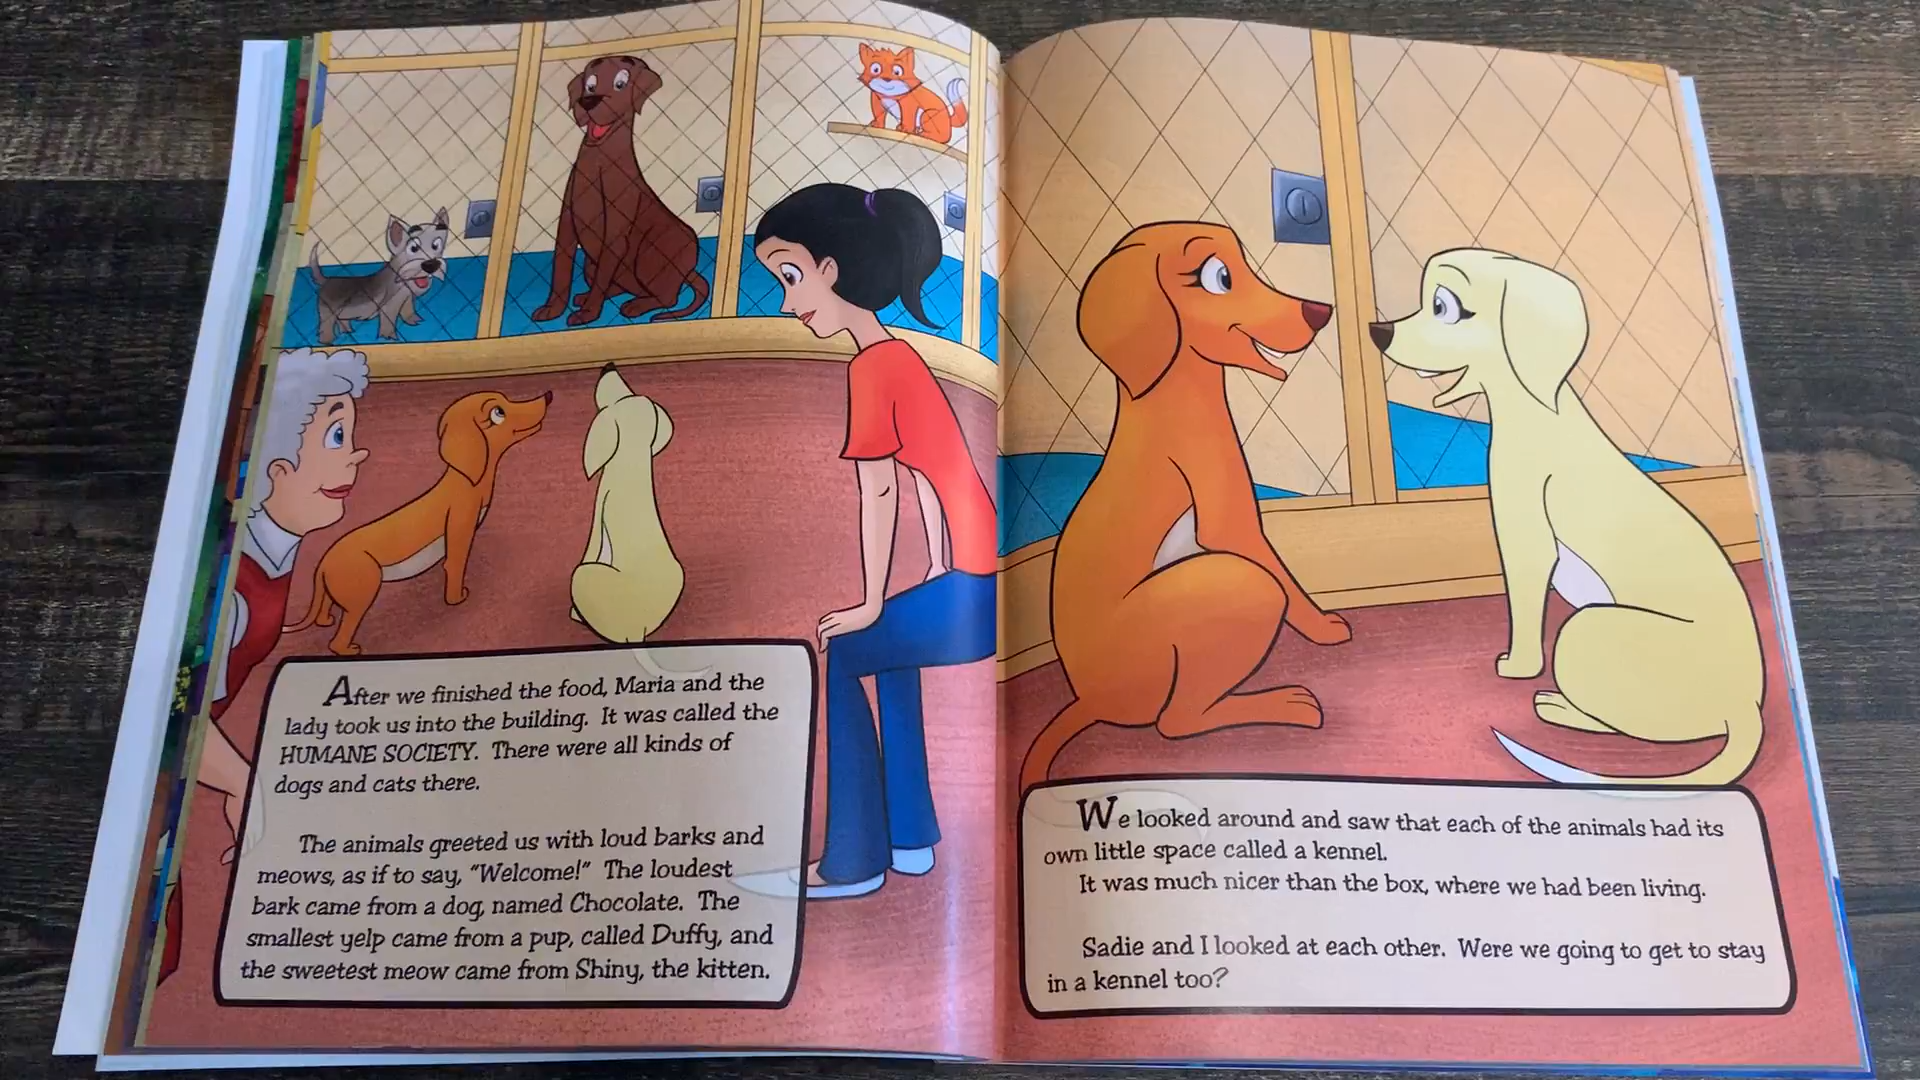 After we finished the food, Maria and the
lady took us into the building. It was called the
HUMANE SOCIETY. There were all kinds of
dogs and cats there.
The animals greeted us with loud barks and
meows, as if to say, “Welcome!” The loudest
bark came from a dog, named Chocolate. The
smallest yelp came from a pup, called Duffy, and
the sweetest meow came from Shiny, the kitten.
We looked around and saw that each of the animals had its
own little space called a kennel.
It was much nicer than the box, where we had been living.
Sadie and I looked at each other. Were we going to get to stay
in a kennel too?